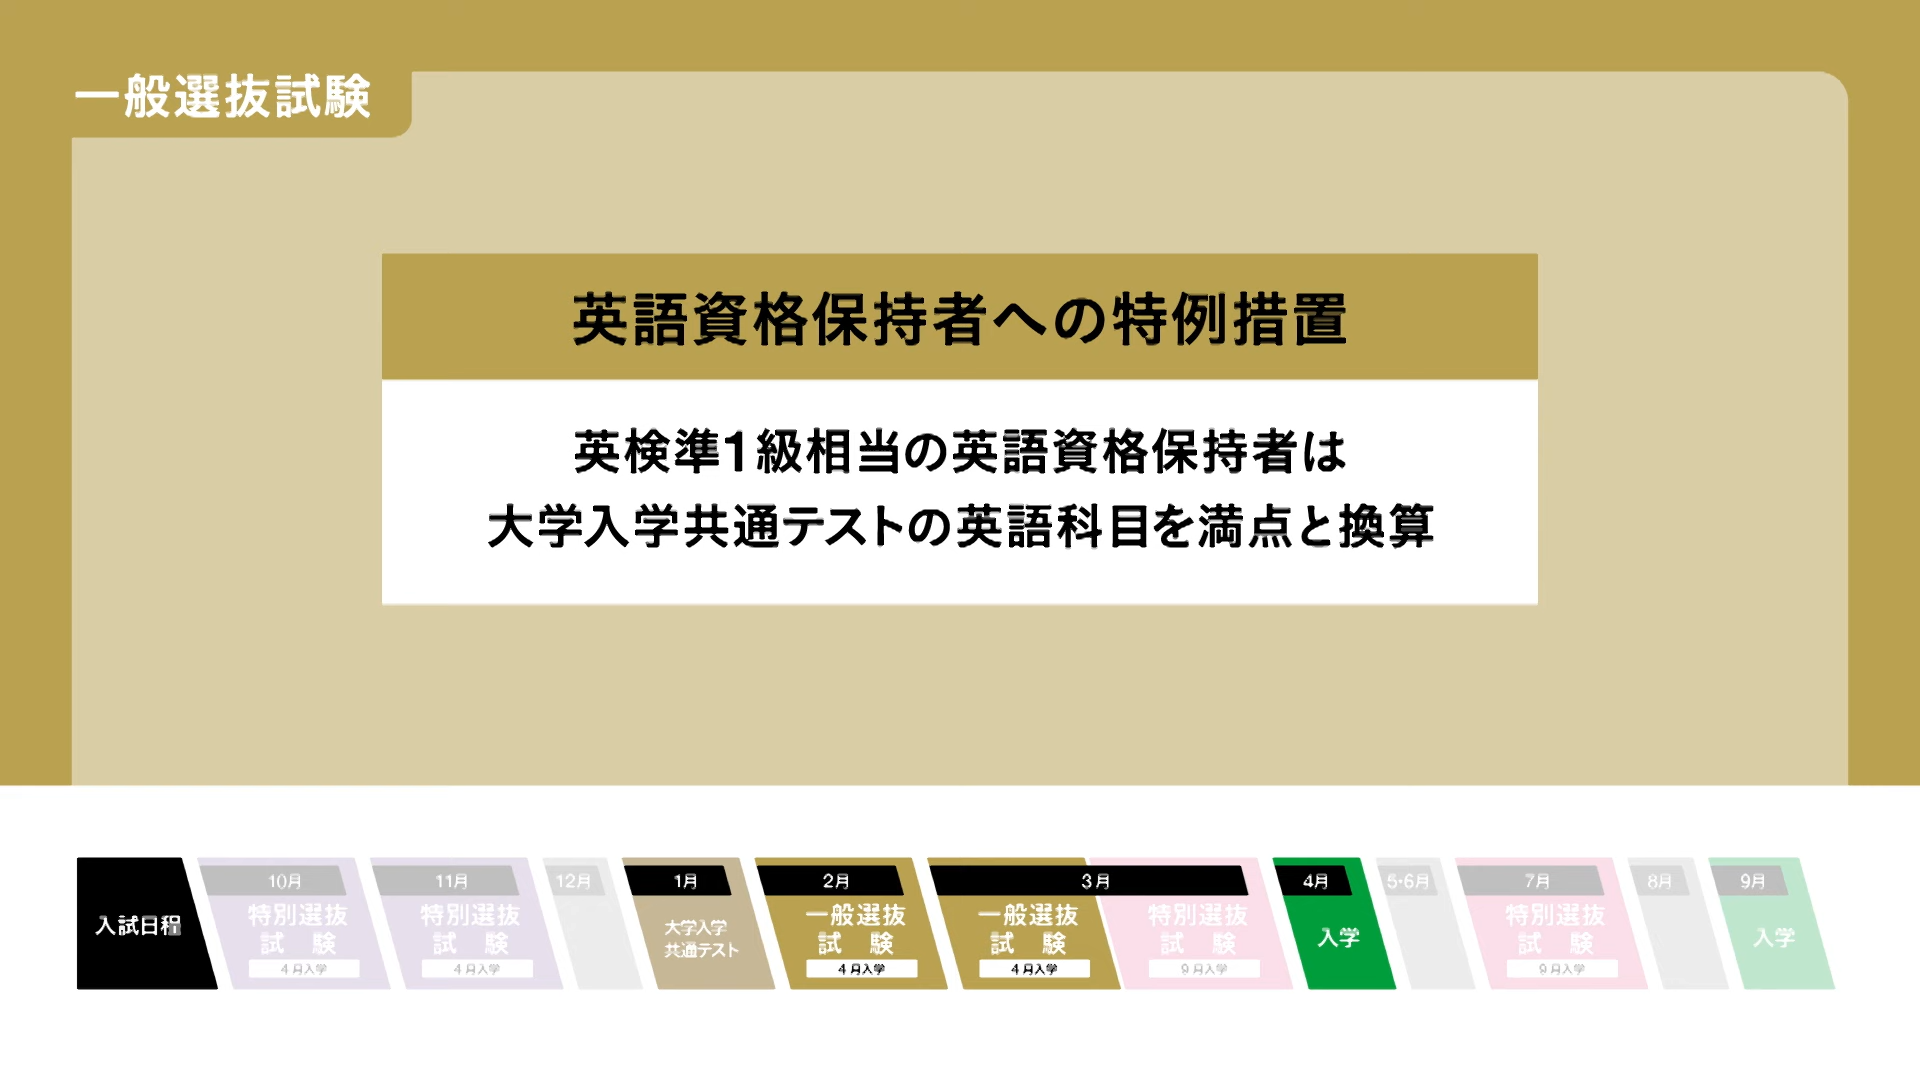 一般選抜試験
英語資格保持者への特例措置
英検準1級相当の英語資格保持者は
大学入学共通テストの英語科目を満点と換算
入試日程
10月
特別選抜
試験
4月入学
11月
特別選抜
試験
4月入学
12月
1月
大学入学
共通テスト
2月
一般選抜
試験
4月入学
3月
一般選抜
試験
4月入学
特別選抜
試験
9月入学
4月
入学
5・6月
7月
特別選抜
試験
9月入学
8月
9月
入学